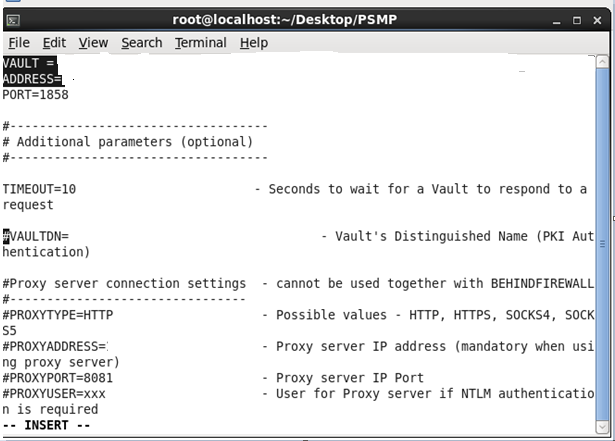 root@localhost:~/Desktop/PSMP
File Edit View Search Terminal Help
VAULT =
ADDRESS=
PORT=1858
#-----------------------------------
# Additional parameters (optional)
#-----------------------------------
TIMEOUT=10 - Seconds to wait for a Vault to respond to a
request
#VAULTDN= - Vault's Distinguished Name (PKI Aut
hentication)
#Proxy server connection settings - cannot be used together with BEHINDFIREWALL
#--------------------------------
#PROXYTYPE=HTTP - Possible values - HTTP, HTTPS, SOCKS4, SOCK
S5
#PROXYADDRESS= - Proxy server IP address (mandatory when usi
ng proxy server)
#PROXYPORT=8081 - Proxy server IP Port
#PROXYUSER=xxx - User for Proxy server if NTLM authenticatio
n is required
-- INSERT --